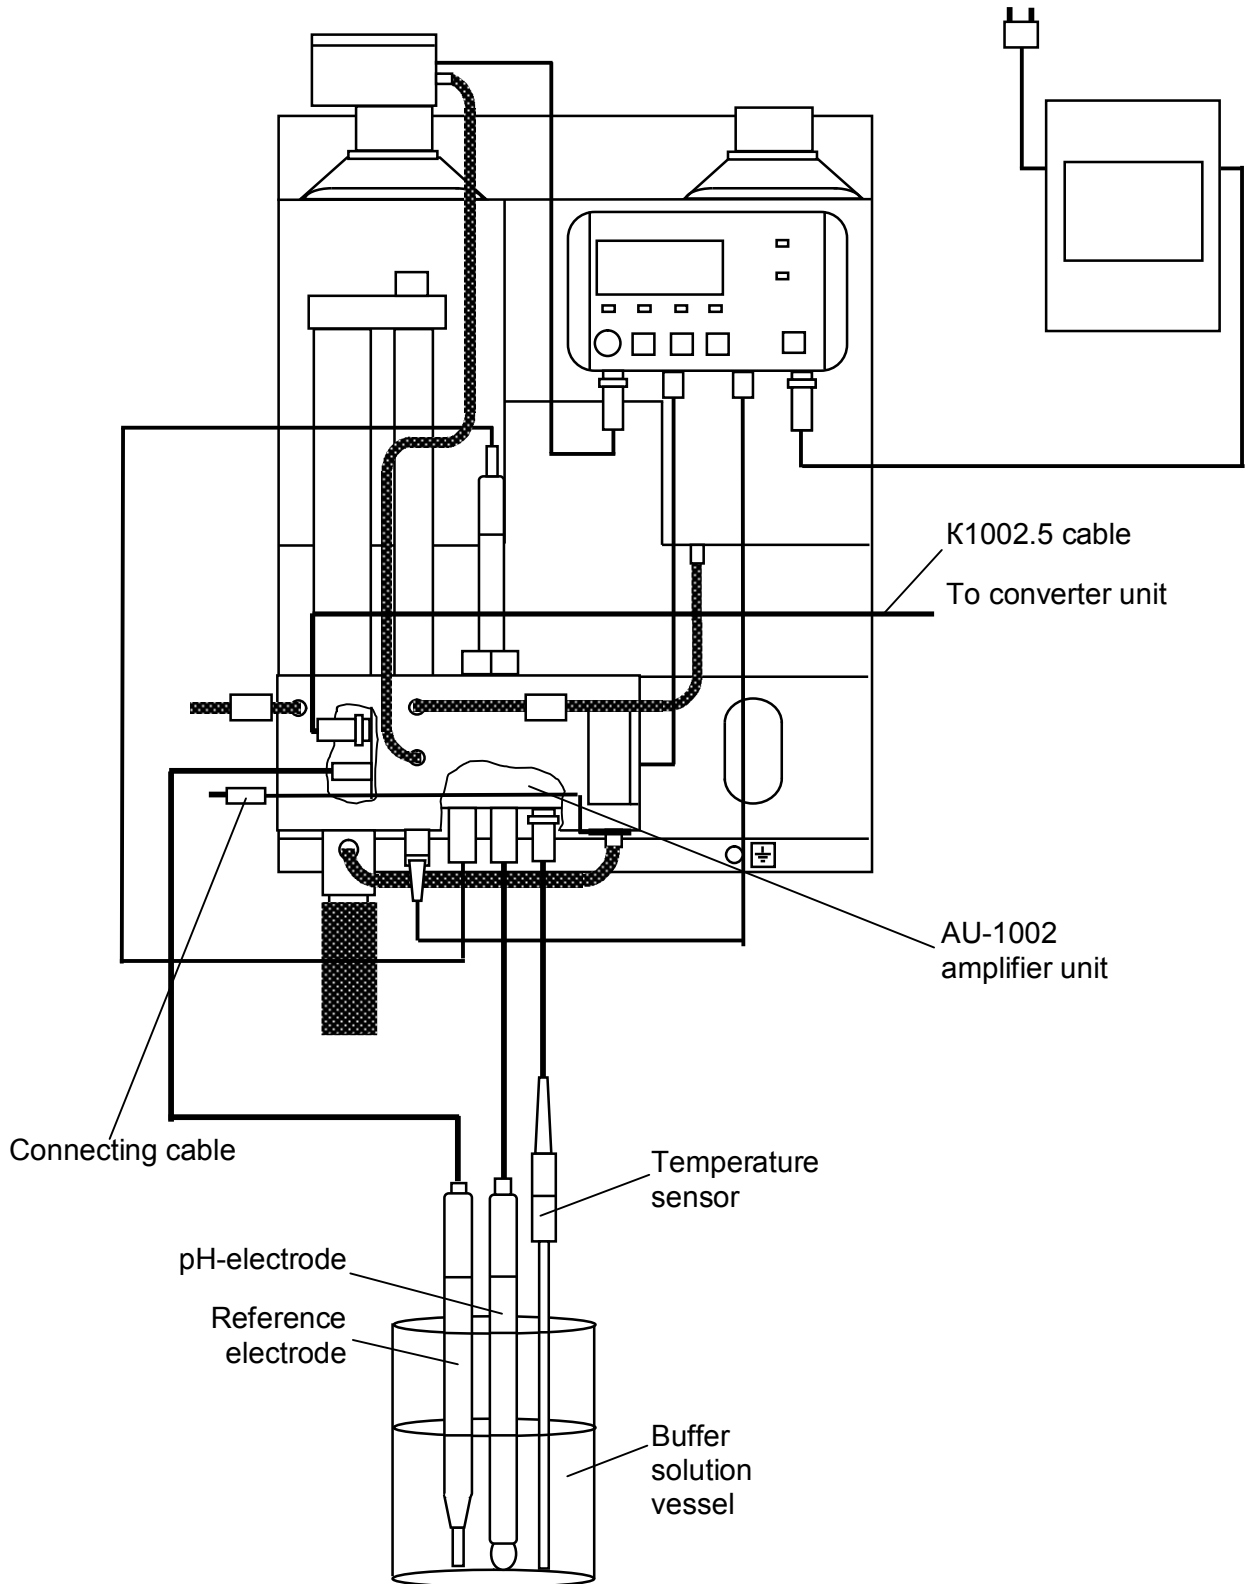 К1002.5 cable
To converter unit
AU-1002
amplifier unit
Connecting cable
Temperature
sensor
pH-electrode
Reference
electrode
Buffer
solution
vessel